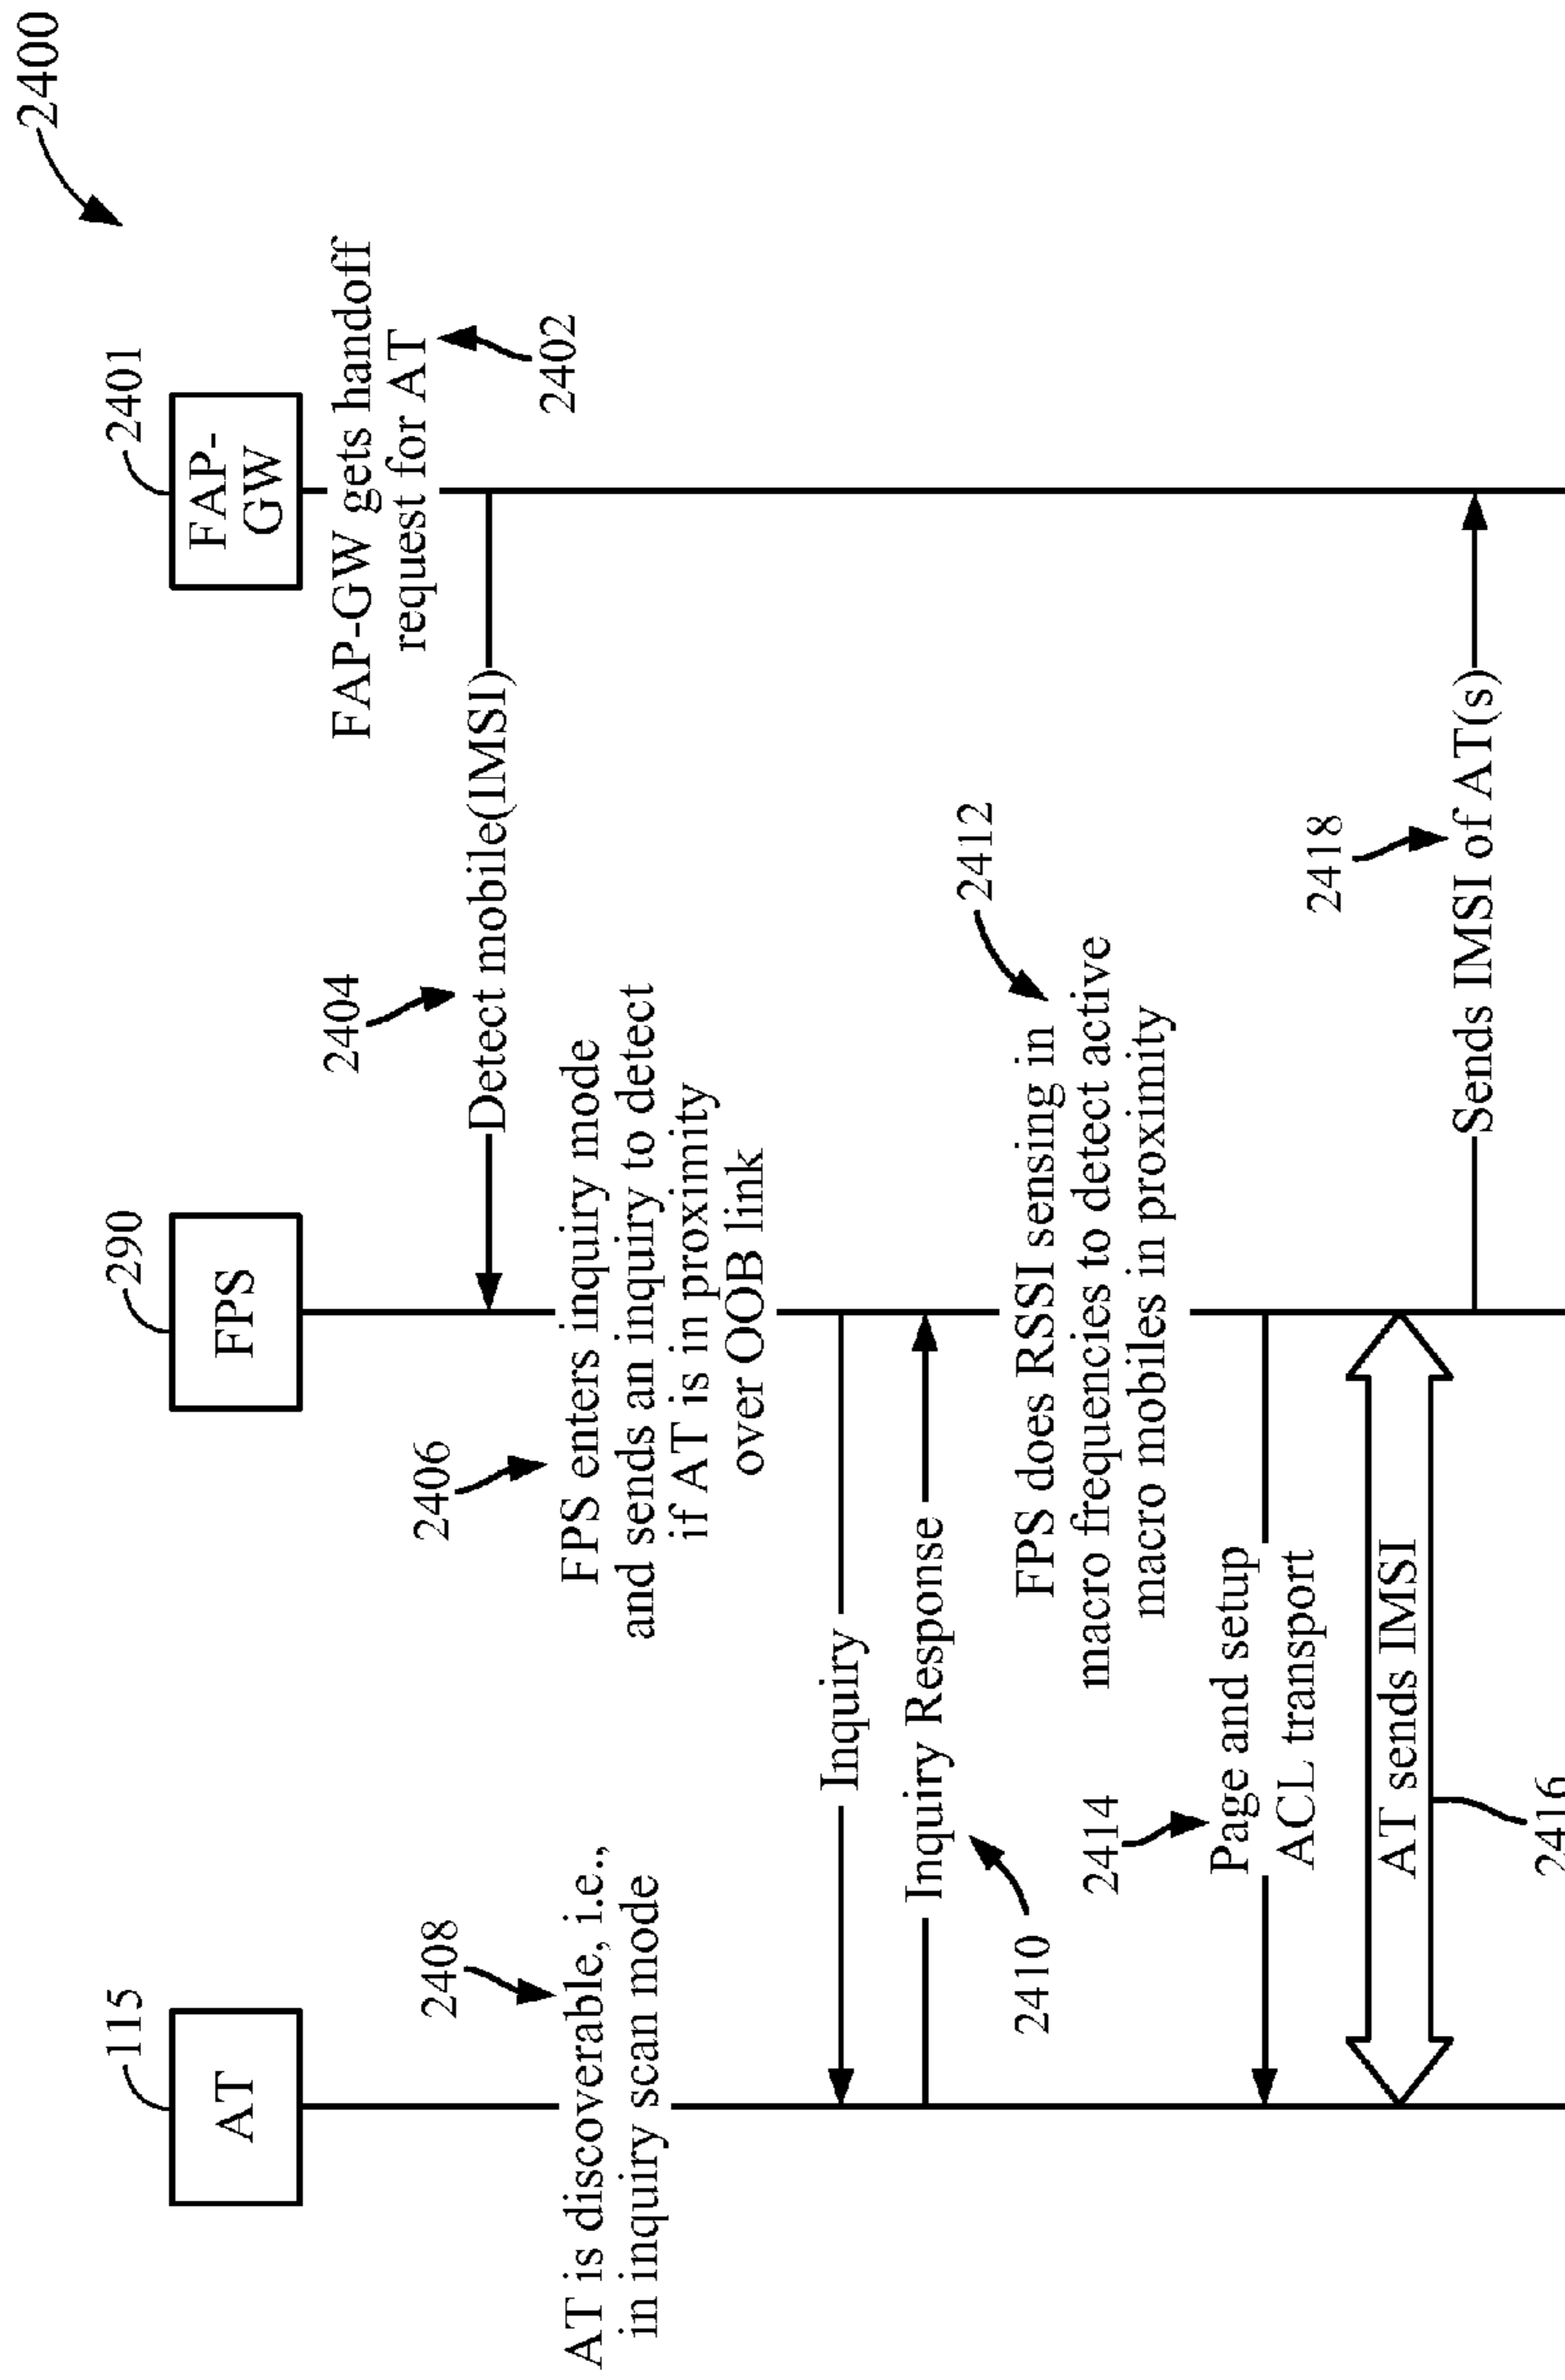 2400
115
290
2401
AT
FPS
FAP-
GW
FAP-GW gets handoff
request for AT
2402
2404
Detect mobile(IMSI)
2406
FPS enters inquiry mode
and sends an inquiry to detect
if AT is in proximity
over OOB link
2408
AT is discoverable, i.e.,
in inquiry scan mode
Inquiry
Inquiry Response
2410
2412
FPS does RSSI sensing in
macro frequencies to detect active
macro mobiles in proximity
2414
Page and setup
ACL transport
AT sends IMSI
2416
2418
Sends IMSI of AT(s)